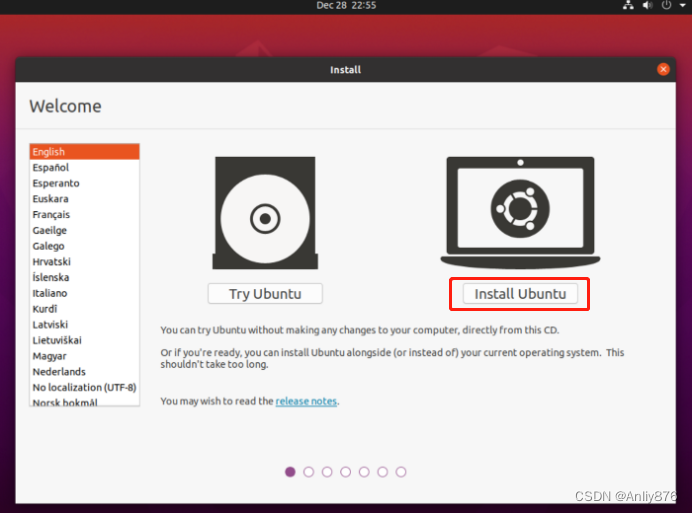 Dec 28 22:55
Install
Welcome
English
Español
Esperanto
Euskara
Français
Gaeilge
Galego
Hrvatski
Íslenska
Italiano
Kurdî
Latviski
Lietuviškai
Magyar
Nederlands
No localization (UTF-8)
Norsk bokmål
Try Ubuntu
Install Ubuntu
You can try Ubuntu without making any changes to your computer, directly from this CD.
Or if you're ready, you can install Ubuntu alongside (or instead of) your current operating system. This
shouldn't take too long.
You may wish to read the release notes.
CSDN @Anliy876